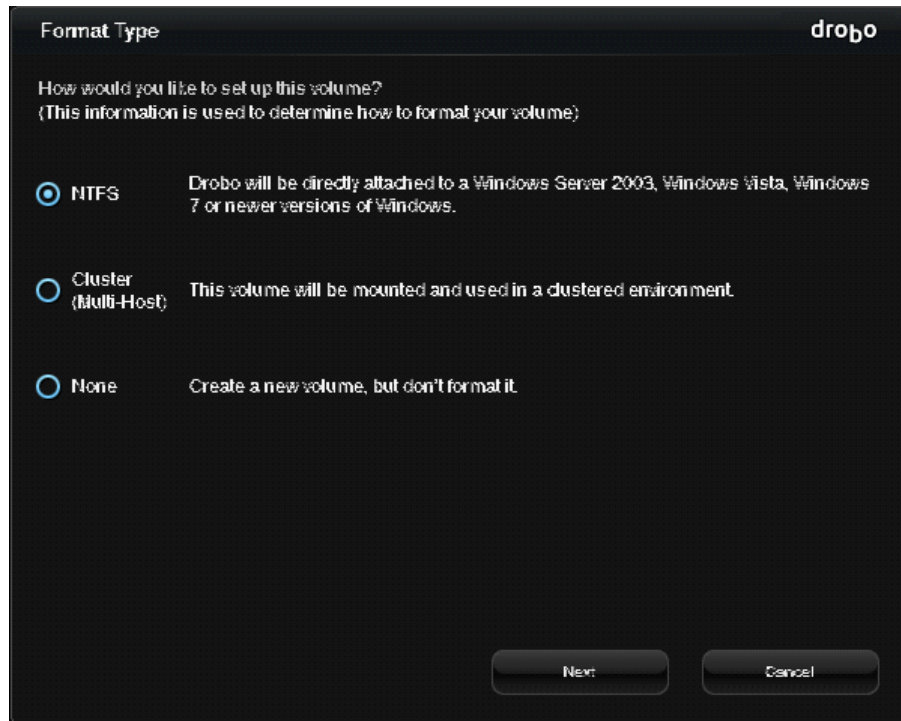 Format Type
drobo
How would you like to set up this volume?
(This information is used to determine how to format your volume)
NTFS
Drobo will be directly attached to a Windows Server 2003, Windows Vista, Windows
7 or newer versions of Windows.
Cluster
(Multi-Host)
This volume will be mounted and used in a clustered environment.
None
Create a new volume, but don't format it.
Next
Cancel